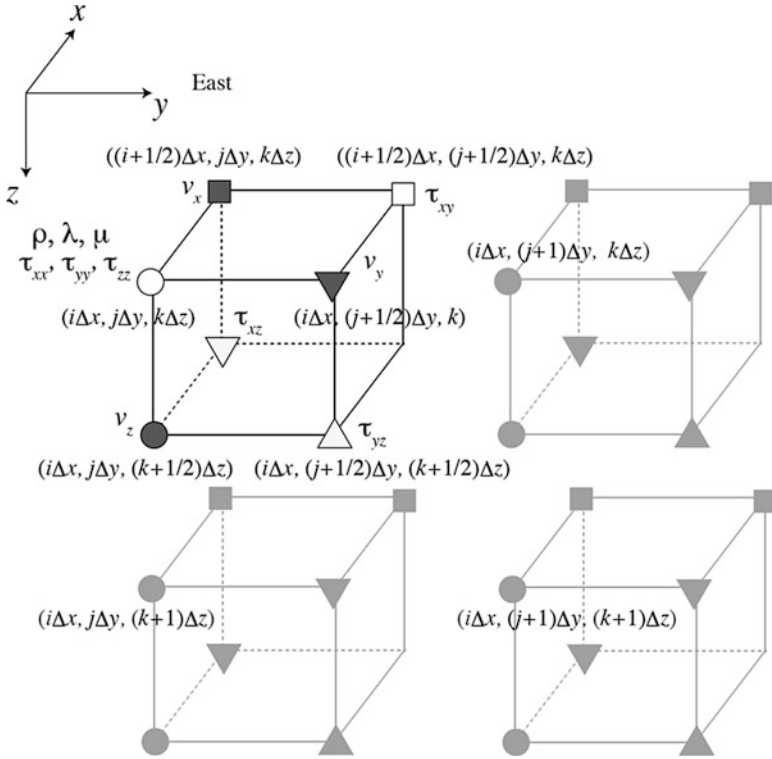 x
East
y
z
((i+1/2)Δx, jΔy, kΔz) ((i+1/2)Δx, (j+1/2)Δy, kΔz)
v_x
τ_xy
ρ, λ, μ
τ_xx, τ_yy, τ_zz
v_y
(iΔx, (j+1)Δy, kΔz)
(iΔx, jΔy, kΔz) τ_xz (iΔx, (j+1/2)Δy, k)
v_z
τ_yz
(iΔx, jΔy, (k+1/2)Δz) (iΔx, (j+1/2)Δy, (k+1/2)Δz)
(iΔx, jΔy, (k+1)Δz) (iΔx, (j+1)Δy, (k+1)Δz)